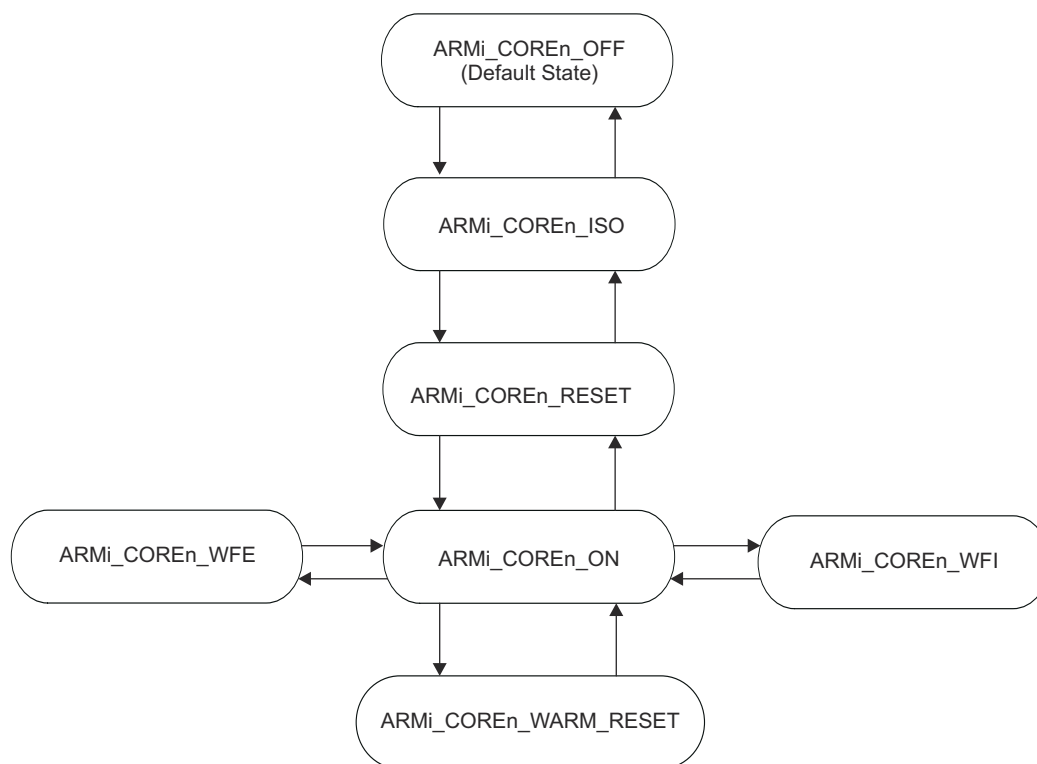 ARMi_COREn_OFF
(Default State)
ARMi_COREn_ISO
ARMi_COREn_RESET
ARMi_COREn_WFE
ARMi_COREn_ON
ARMi_COREn_WFI
ARMi_COREn_WARM_RESET